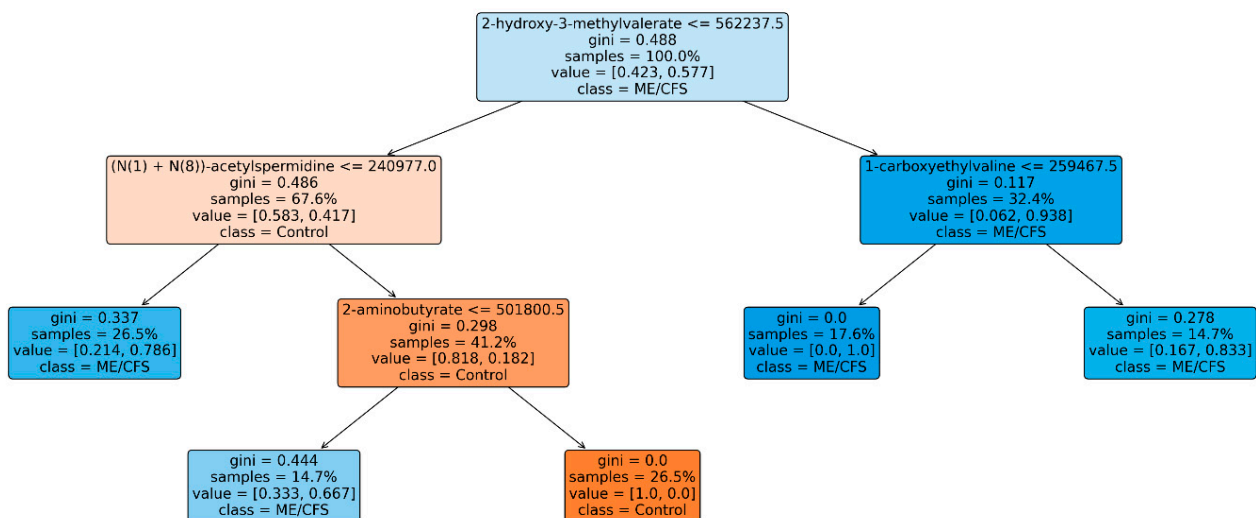 2-hydroxy-3-methylvalerate <= 562237.5
gini = 0.488
samples = 100.0%
value = [0.423, 0.577]
class = ME/CFS
(N(1) + N(8))-acetylspermidine <= 240977.0
gini = 0.486
samples = 67.6%
value = [0.583, 0.417]
class = Control
1-carboxyethylvaline <= 259467.5
gini = 0.117
samples = 32.4%
value = [0.062, 0.938]
class = ME/CFS
gini = 0.337
samples = 26.5%
value = [0.214, 0.786]
class = ME/CFS
2-aminobutyrate <= 501800.5
gini = 0.298
samples = 41.2%
value = [0.818, 0.182]
class = Control
gini = 0.0
samples = 17.6%
value = [0.0, 1.0]
class = ME/CFS
gini = 0.278
samples = 14.7%
value = [0.167, 0.833]
class = ME/CFS
gini = 0.444
samples = 14.7%
value = [0.333, 0.667]
class = ME/CFS
gini = 0.0
samples = 26.5%
value = [1.0, 0.0]
class = Control